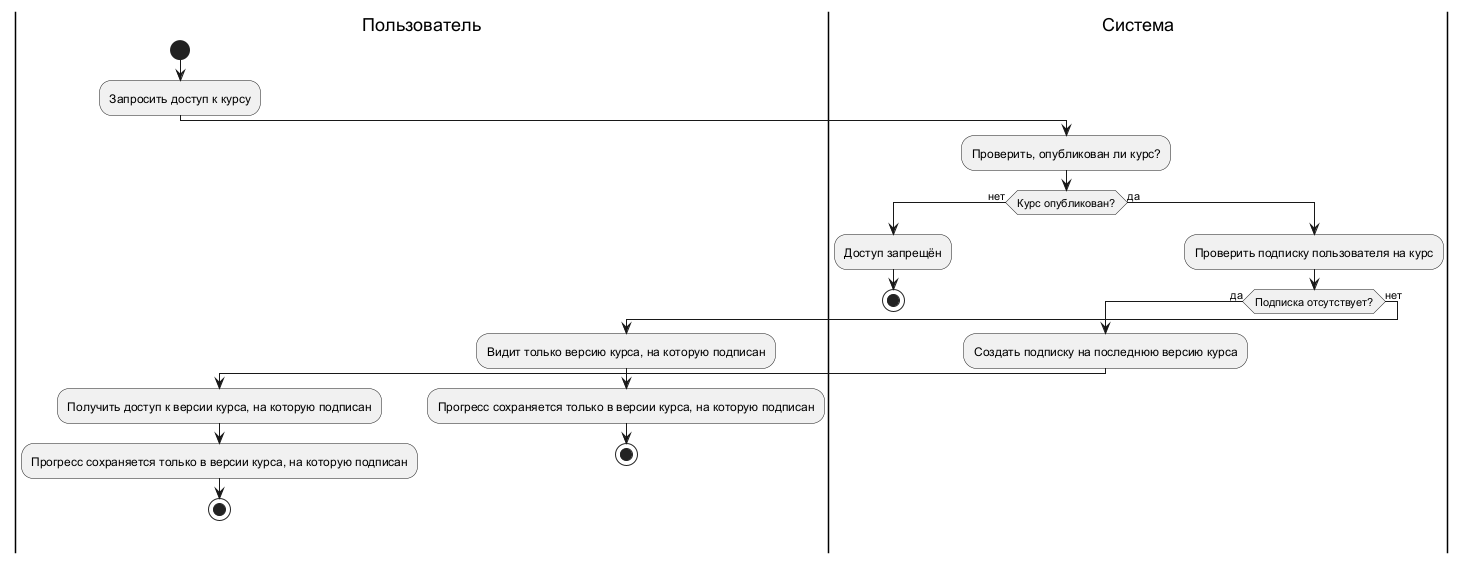 Пользователь
Система
Запросить доступ к курсу
Проверить, опубликован ли курс?
нет
Курс опубликован?
да
Доступ запрещён
Проверить подписку пользователя на курс
да
Подписка отсутствует?
нет
Видит только версию курса, на которую подписан
Создать подписку на последнюю версию курса
Получить доступ к версии курса, на которую подписан
Прогресс сохраняется только в версии курса, на которую подписан
Прогресс сохраняется только в версии курса, на которую подписан